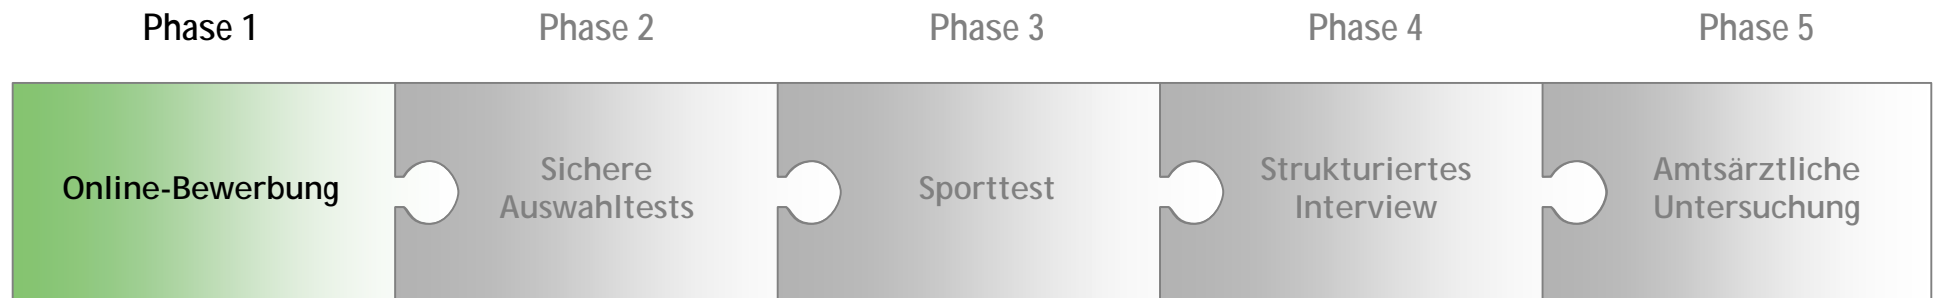 Phase 1
Phase 2
Phase 3
Phase 4
Phase 5
Online-Bewerbung
Sichere
Auswahltests
Sporttest
Strukturiertes
Interview
Amtsärztliche
Untersuchung